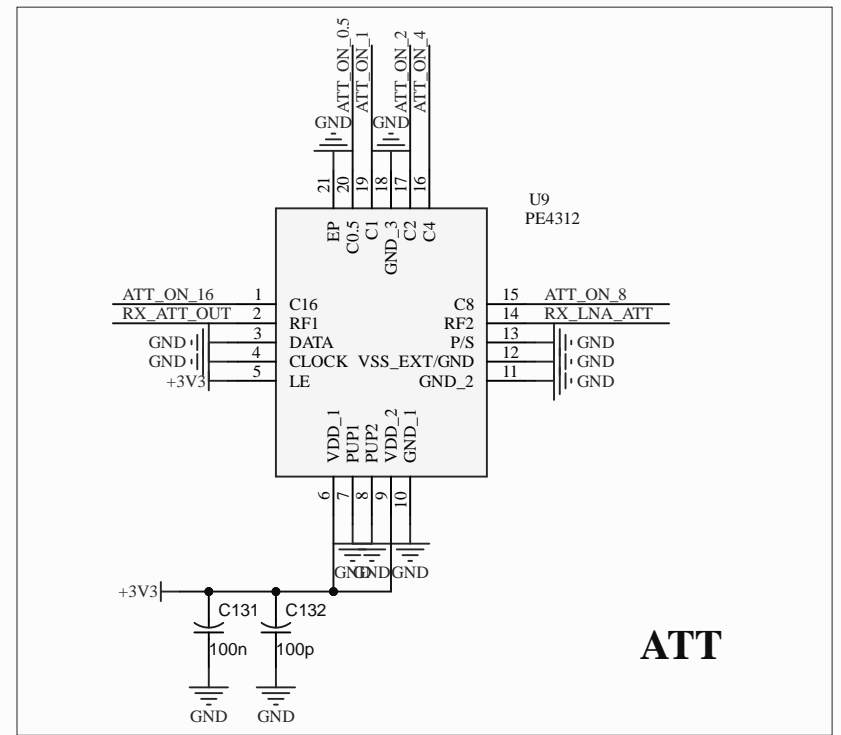 ATT_ON_0.5
ATT_ON_1
ATT_ON_2
ATT_ON_4
GND
GND
21
20
19
18
17
16
U9
PE4312
EP
C0.5
C1
GND_3
C2
C4
ATT_ON_16 1 C16
RX_ATT_OUT 2 RF1
GND 3 DATA
GND 4 CLOCK
+3V3 5 LE
C8 15 ATT_ON_8
RF2 14 RX_LNA_ATT
P/S 13 GND
VSS_EXT/GND 12 GND
GND_2 11 GND
VDD_1
PUP1
PUP2
VDD_2
GND_1
6
7
8
9
10
GND
GND
GND
+3V3
C131
100n
C132
100p
GND
GND
ATT